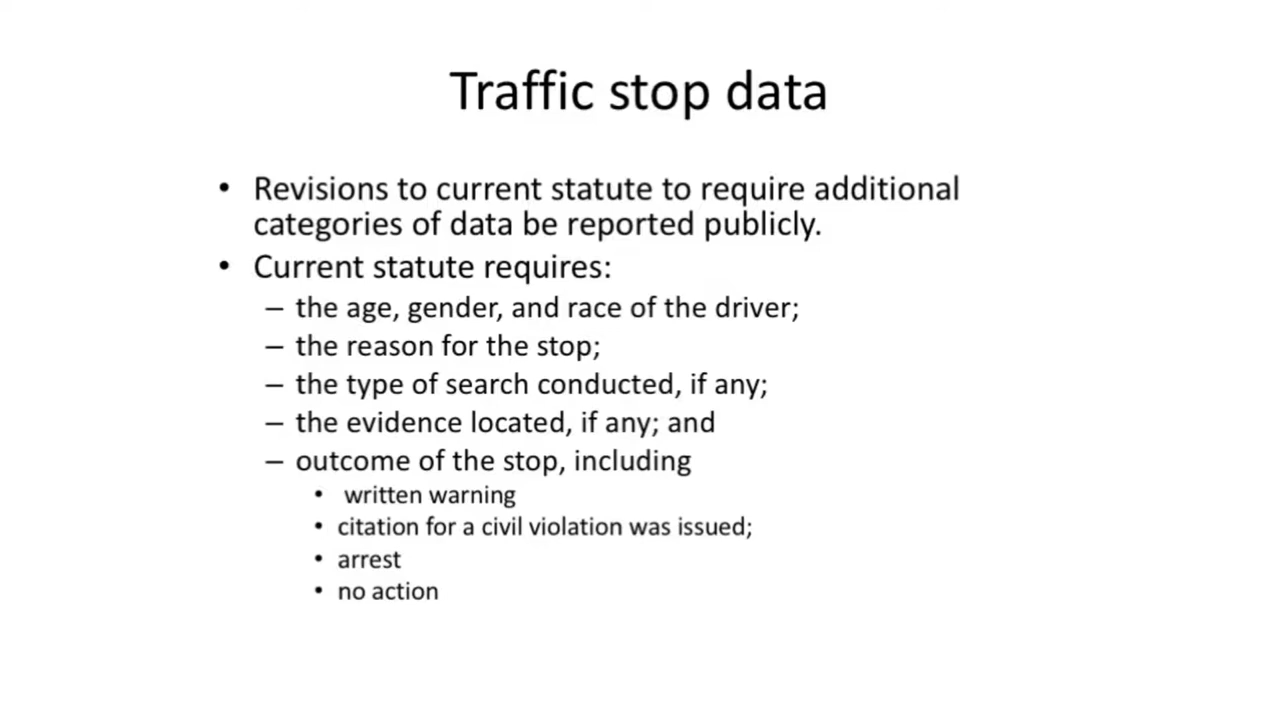 Traffic stop data
• Revisions to current statute to require additional
categories of data be reported publicly.
• Current statute requires:
– the age, gender, and race of the driver;
– the reason for the stop;
– the type of search conducted, if any;
– the evidence located, if any; and
– outcome of the stop, including
• written warning
• citation for a civil violation was issued;
• arrest
• no action